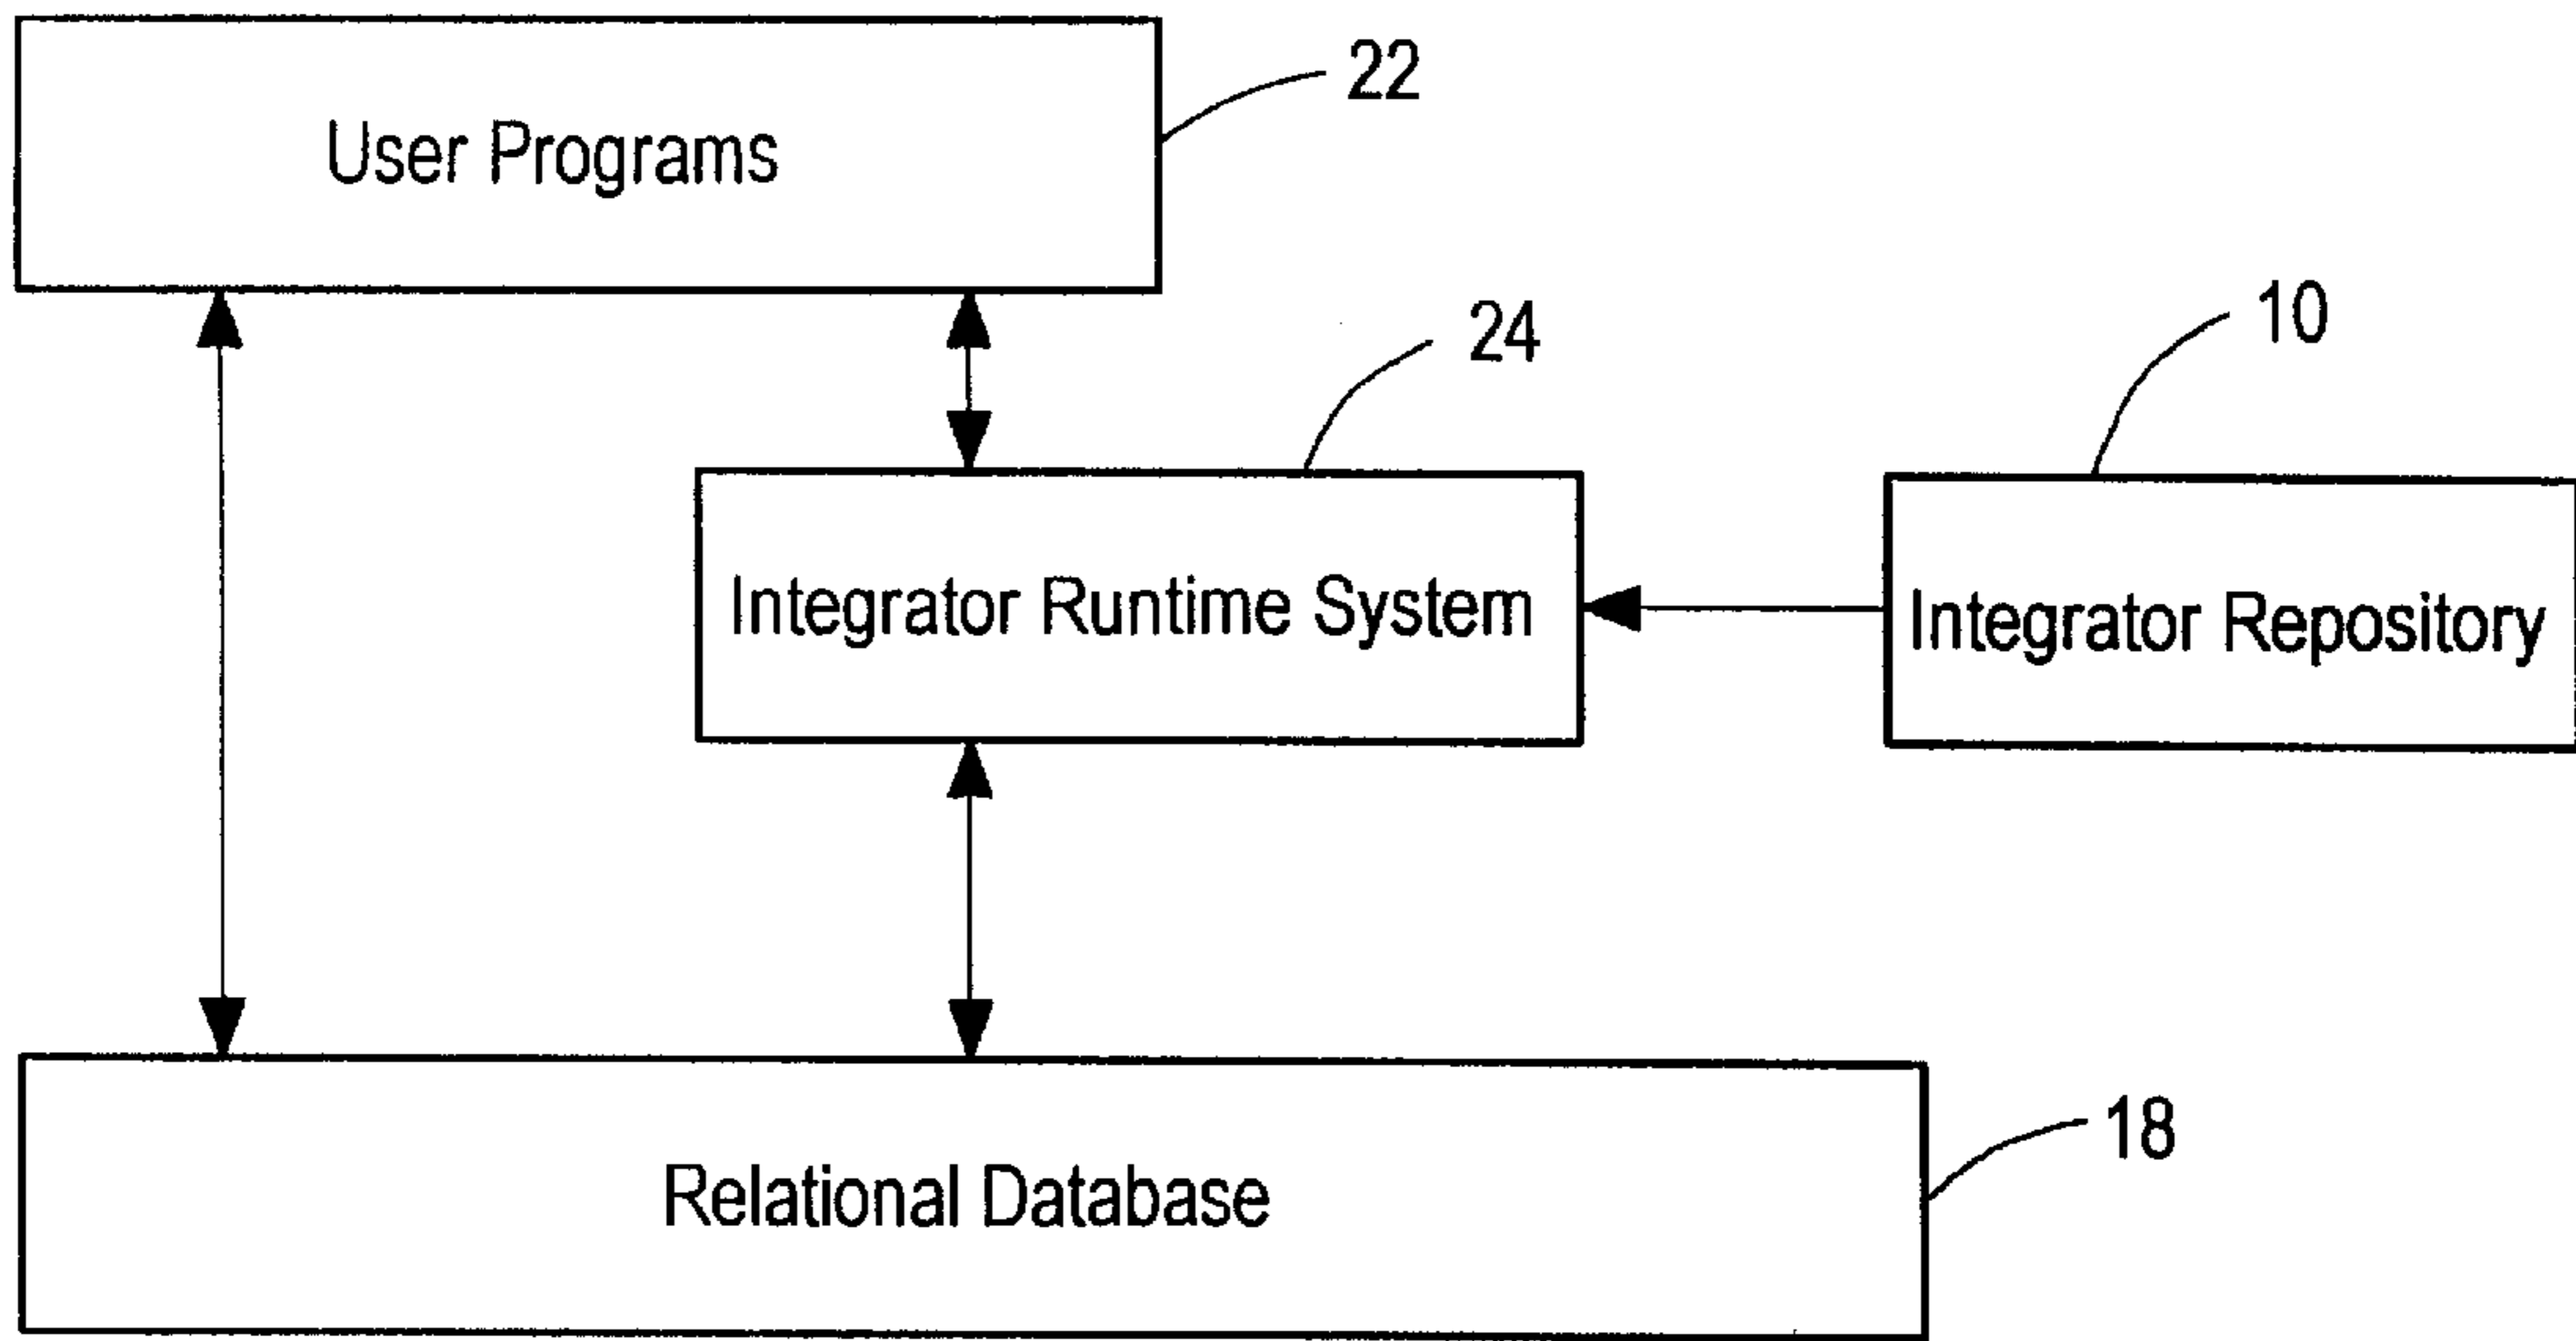 22
User Programs
24
10
Integrator Runtime System
Integrator Repository
18
Relational Database